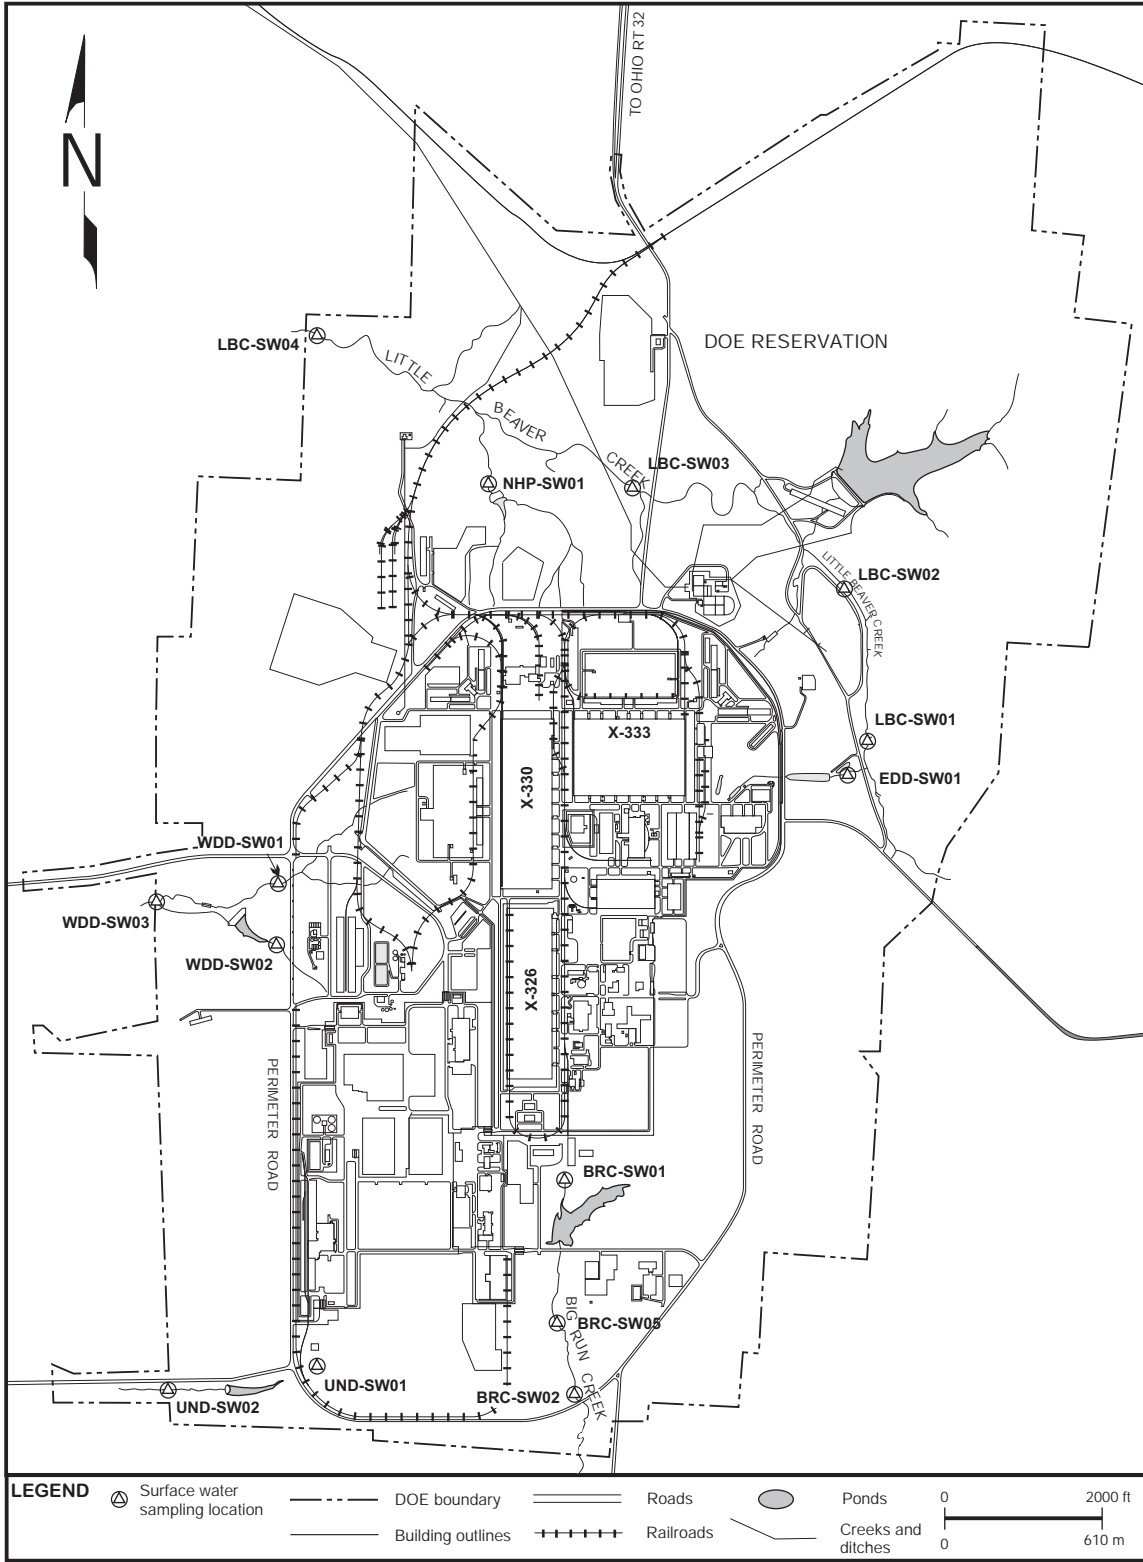 TO OHIO RT 32
N
DOE RESERVATION
LBC-SW04
LITTLE
BEAVER
CREEK
LBC-SW03
NHP-SW01
LBC-SW02
LITTLE BEAVER CREEK
LBC-SW01
X-333
X-330
EDD-SW01
WDD-SW01
WDD-SW03
WDD-SW02
X-326
PERIMETER ROAD
PERIMETER ROAD
BRC-SW01
BIG RUN CREEK
BRC-SW05
UND-SW01
BRC-SW02
UND-SW02
LEGEND
Surface water
sampling location
DOE boundary
Building outlines
Roads
Railroads
Ponds
Creeks and
ditches
0 2000 ft
0 610 m